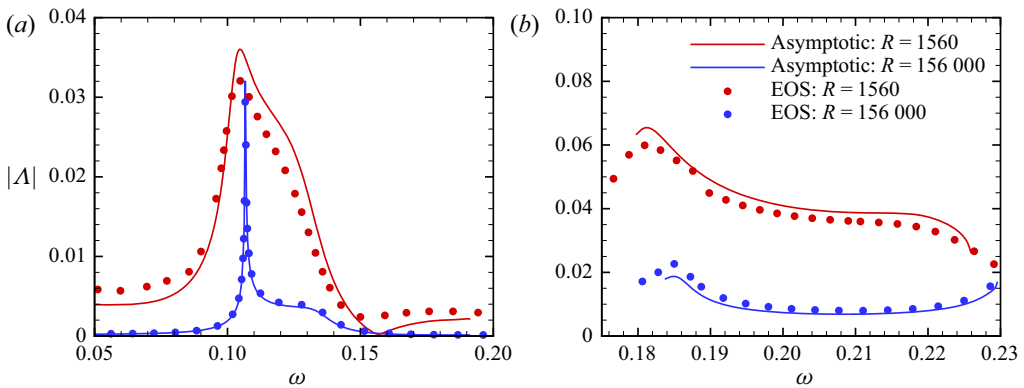 (a)
0.04
0.03
0.02
0.01
0
|Λ|
0.05 0.10 0.15 0.20
ω
(b)
0.10
0.08
0.06
0.04
0.02
0
0.18 0.19 0.20 0.21 0.22 0.23
ω
Asymptotic: R = 1560
Asymptotic: R = 156 000
EOS: R = 1560
EOS: R = 156 000